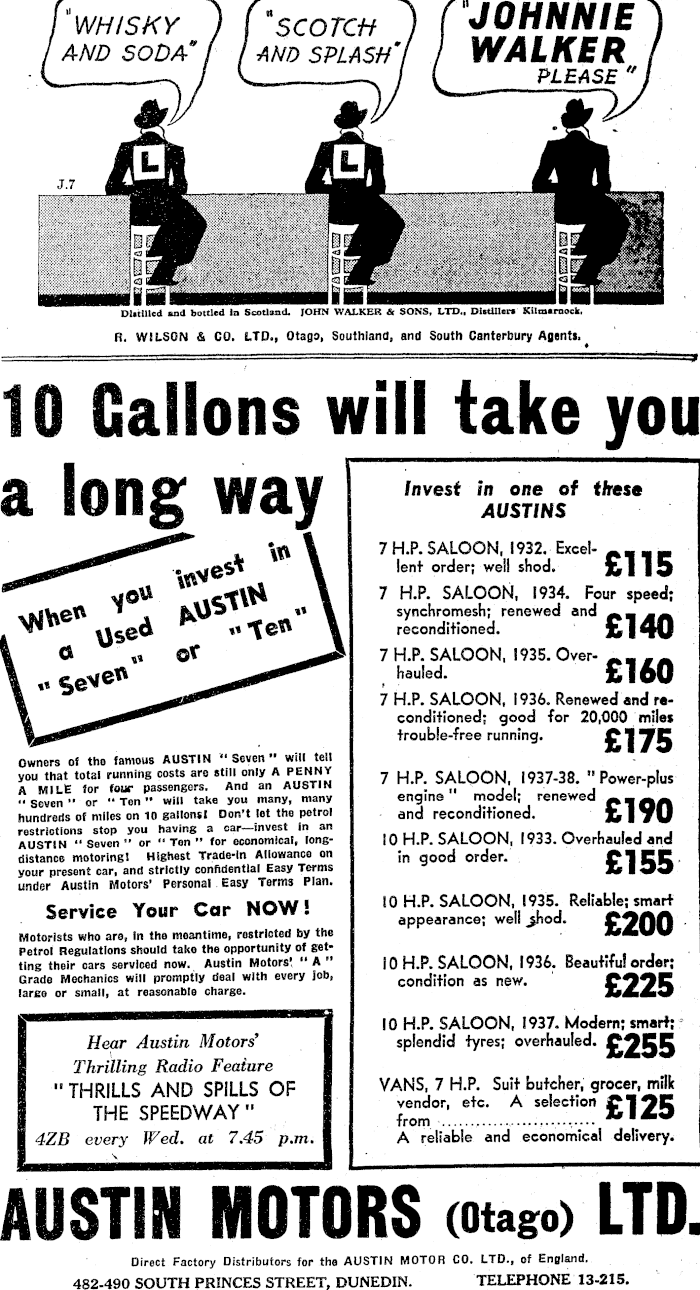 "WHISKY
AND SODA"
"SCOTCH
AND SPLASH"
"JOHNNIE
WALKER
PLEASE"
L
L
J.7
Distilled and bottled in Scotland. JOHN WALKER & SONS, LTD., Distillers Kilmarnock.
R. WILSON & CO. LTD., Otago, Southland, and South Canterbury Agents.
10 Gallons will take you
a long way
When you invest in
a Used AUSTIN
"Seven" or "Ten"
Owners of the famous AUSTIN "Seven" will tell
you that total running costs are still only A PENNY
A MILE for four passengers. And an AUSTIN
"Seven" or "Ten" will take you many, many
hundreds of miles on 10 gallons! Don't let the petrol
restrictions stop you having a car—invest in an
AUSTIN "Seven" or "Ten" for economical, long-
distance motoring! Highest Trade-in Allowance on
your present car, and strictly confidential Easy Terms
under Austin Motors' Personal Easy Terms Plan.
Service Your Car NOW!
Motorists who are, in the meantime, restricted by the
Petrol Regulations should take the opportunity of get-
ting their cars serviced now. Austin Motors' "A"
Grade Mechanics will promptly deal with every job,
large or small, at reasonable charge.
Hear Austin Motors'
Thrilling Radio Feature
"THRILLS AND SPILLS OF
THE SPEEDWAY"
4ZB every Wed. at 7.45 p.m.
Invest in one of these
AUSTINS
7 H.P. SALOON, 1932. Excel-
lent order; well shod. £115
7 H.P. SALOON, 1934. Four speed;
synchromesh; renewed and
reconditioned. £140
7 H.P. SALOON, 1935. Over-
hauled. £160
7 H.P. SALOON, 1936. Renewed and re-
conditioned; good for 20,000 miles
trouble-free running. £175
7 H.P. SALOON, 1937-38. "Power-plus
engine" model; renewed
and reconditioned. £190
10 H.P. SALOON, 1933. Overhauled and
in good order. £155
10 H.P. SALOON, 1935. Reliable; smart
appearance; well shod. £200
10 H.P. SALOON, 1936. Beautiful order;
condition as new. £225
10 H.P. SALOON, 1937. Modern; smart;
splendid tyres; overhauled. £255
VANS, 7 H.P. Suit butcher, grocer, milk
vendor, etc. A selection
from .......................... £125
A reliable and economical delivery.
AUSTIN MOTORS (Otago) LTD.
Direct Factory Distributors for the AUSTIN MOTOR CO. LTD., of England.
482-490 SOUTH PRINCES STREET, DUNEDIN. TELEPHONE 13-215.